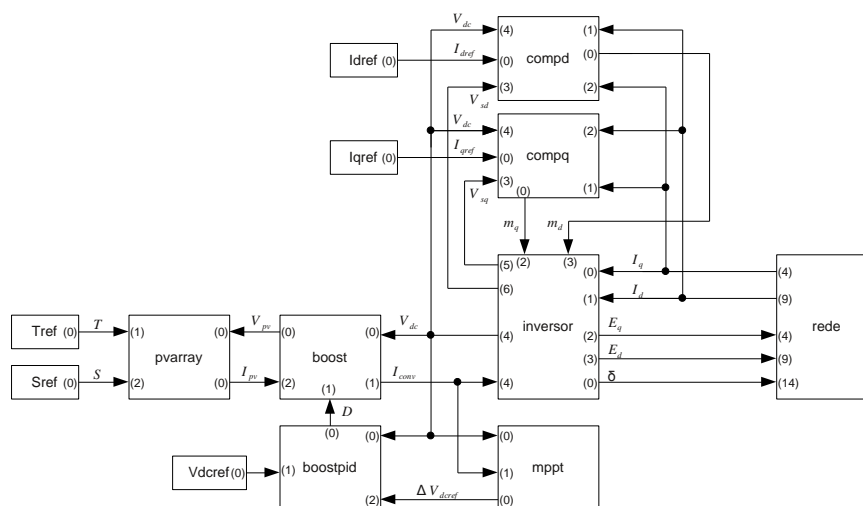 V_dc
(4) (1)
Idref (0) I_dref (0) compd (0)
(3) (2)
V_sd
V_dc
(4) (2)
Iqref (0) I_qref (0) compq
(3) (1)
V_sq (0)
m_q m_d
(5) (2) (3) (0) I_q (4)
(6) (1) I_d (9)
Tref (0) T (1) pvarray (0) V_pv (0) boost (0) V_dc (4) inversor (2) E_q (4) rede
(3) E_d (9)
Sref (0) S (2) (0) I_pv (2) (1) (1) I_conv (4) (0) δ (14)
D
(0)
(0) (0)
Vdcref (0) (1) boostpid (1) mppt
(2) Δ V_dcref (0)